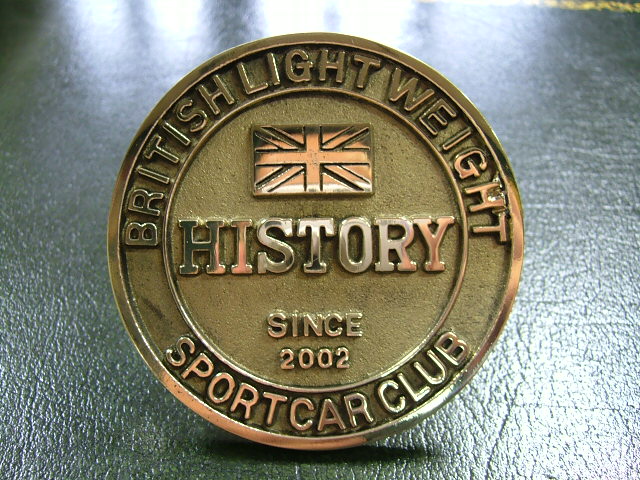 BRITISH LIGHT WEIGHT
HISTORY
SINCE
2002
SPORTCAR CLUB